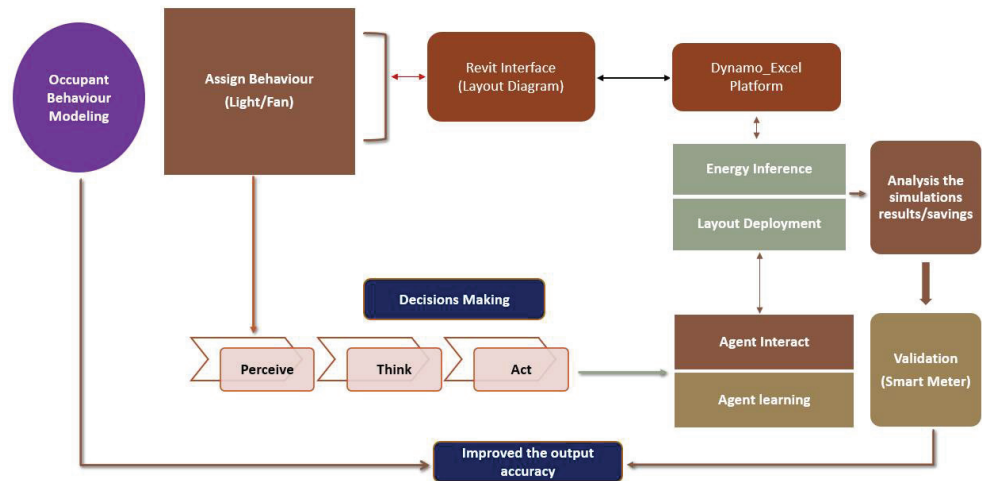 Occupant
Behaviour
Modeling
Assign Behaviour
(Light/Fan)
Revit Interface
(Layout Diagram)
Dynamo_Excel
Platform
Energy Inference
Layout Deployment
Analysis the
simulations
results/savings
Decisions Making
Perceive
Think
Act
Agent Interact
Agent learning
Validation
(Smart Meter)
Improved the output
accuracy